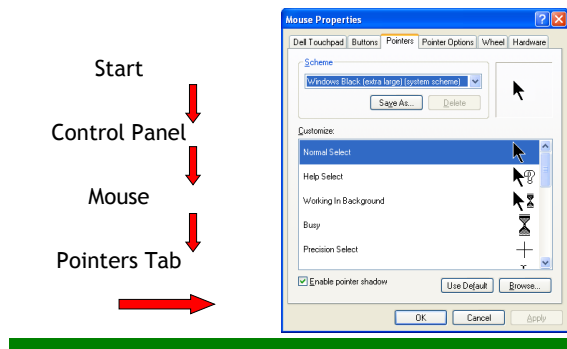 Start
Control Panel
Mouse
Pointers Tab
Mouse Properties
Dell Touchpad Buttons Pointers Pointer Options Wheel Hardware
Scheme
Windows Black (extra large) (system scheme)
Save As... Delete
Customize:
Normal Select
Help Select
Working In Background
Busy
Precision Select
Enable pointer shadow Use Default Browse...
OK Cancel Apply